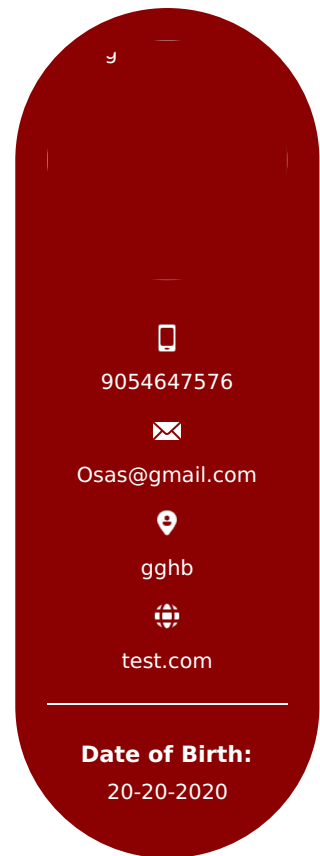 9054647576
Osas@gmail.com
gghb
test.com
Date of Birth:
20-20-2020